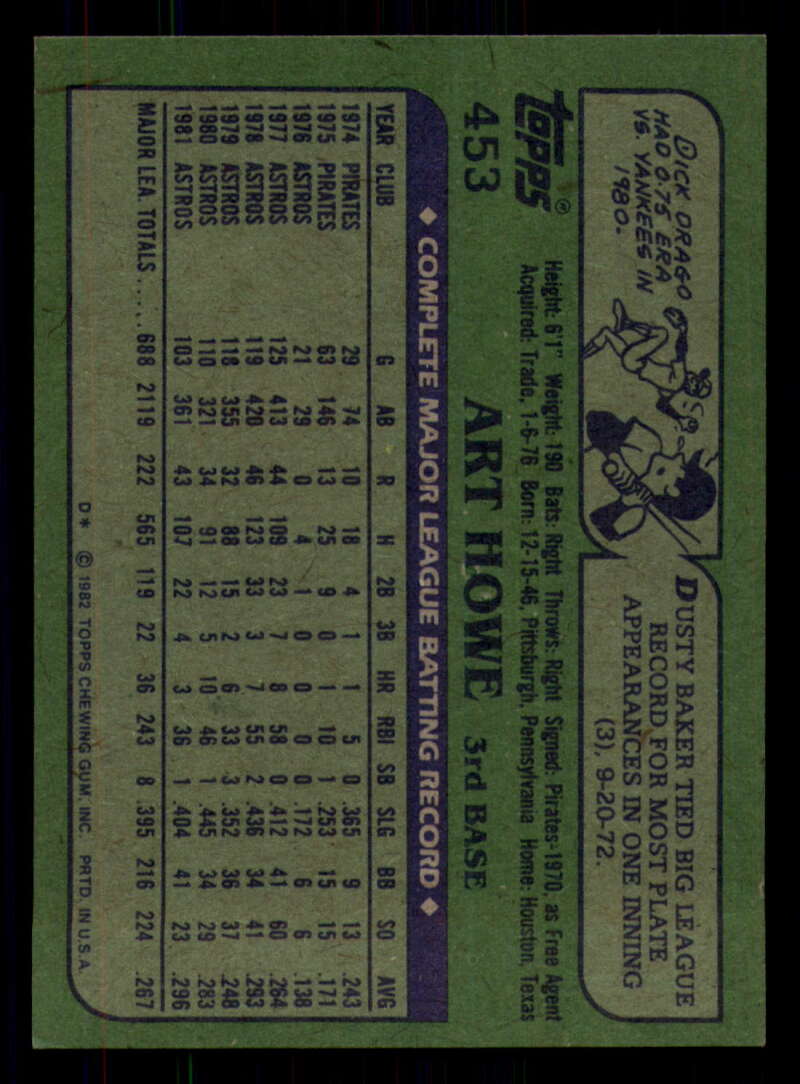 DICK DRAGO
HAD 0.75 ERA
VS. YANKEES IN
1980.
DUSTY BAKER TIED BIG LEAGUE
RECORD FOR MOST PLATE
APPEARANCES IN ONE INNING
(3), 9-20-72.
TOPPS®
453 ART HOWE 3rd BASE
Height: 6'1" Weight: 190 Bats: Right Throws: Right Signed: Pirates-1970, as Free Agent
Acquired: Trade, 1-6-76 Born: 12-15-46, Pittsburgh, Pennsylvania Home: Houston, Texas
◆ COMPLETE MAJOR LEAGUE BATTING RECORD ◆
YEAR CLUB G AB R H 2B 3B HR RBI SB SLG BB SO AVG
1974 PIRATES 29 74 10 18 4 1 1 5 0 .365 9 13 .243
1975 PIRATES 63 146 13 25 9 0 1 10 1 .253 15 15 .171
1976 ASTROS 21 29 0 4 1 0 0 0 0 .172 6 6 .138
1977 ASTROS 125 413 44 109 23 7 8 58 0 .412 41 60 .264
1978 ASTROS 119 420 46 123 33 3 7 55 2 .436 34 41 .293
1979 ASTROS 118 355 32 88 15 2 6 33 3 .352 36 37 .248
1980 ASTROS 110 321 34 91 12 5 10 46 1 .445 34 29 .283
1981 ASTROS 103 361 43 107 22 4 3 36 1 .404 41 23 .296
MAJOR LEA. TOTALS ..... 688 2119 222 565 119 22 36 243 8 .395 216 224 .267
D* © 1982 TOPPS CHEWING GUM, INC. PRTD. IN U.S.A.